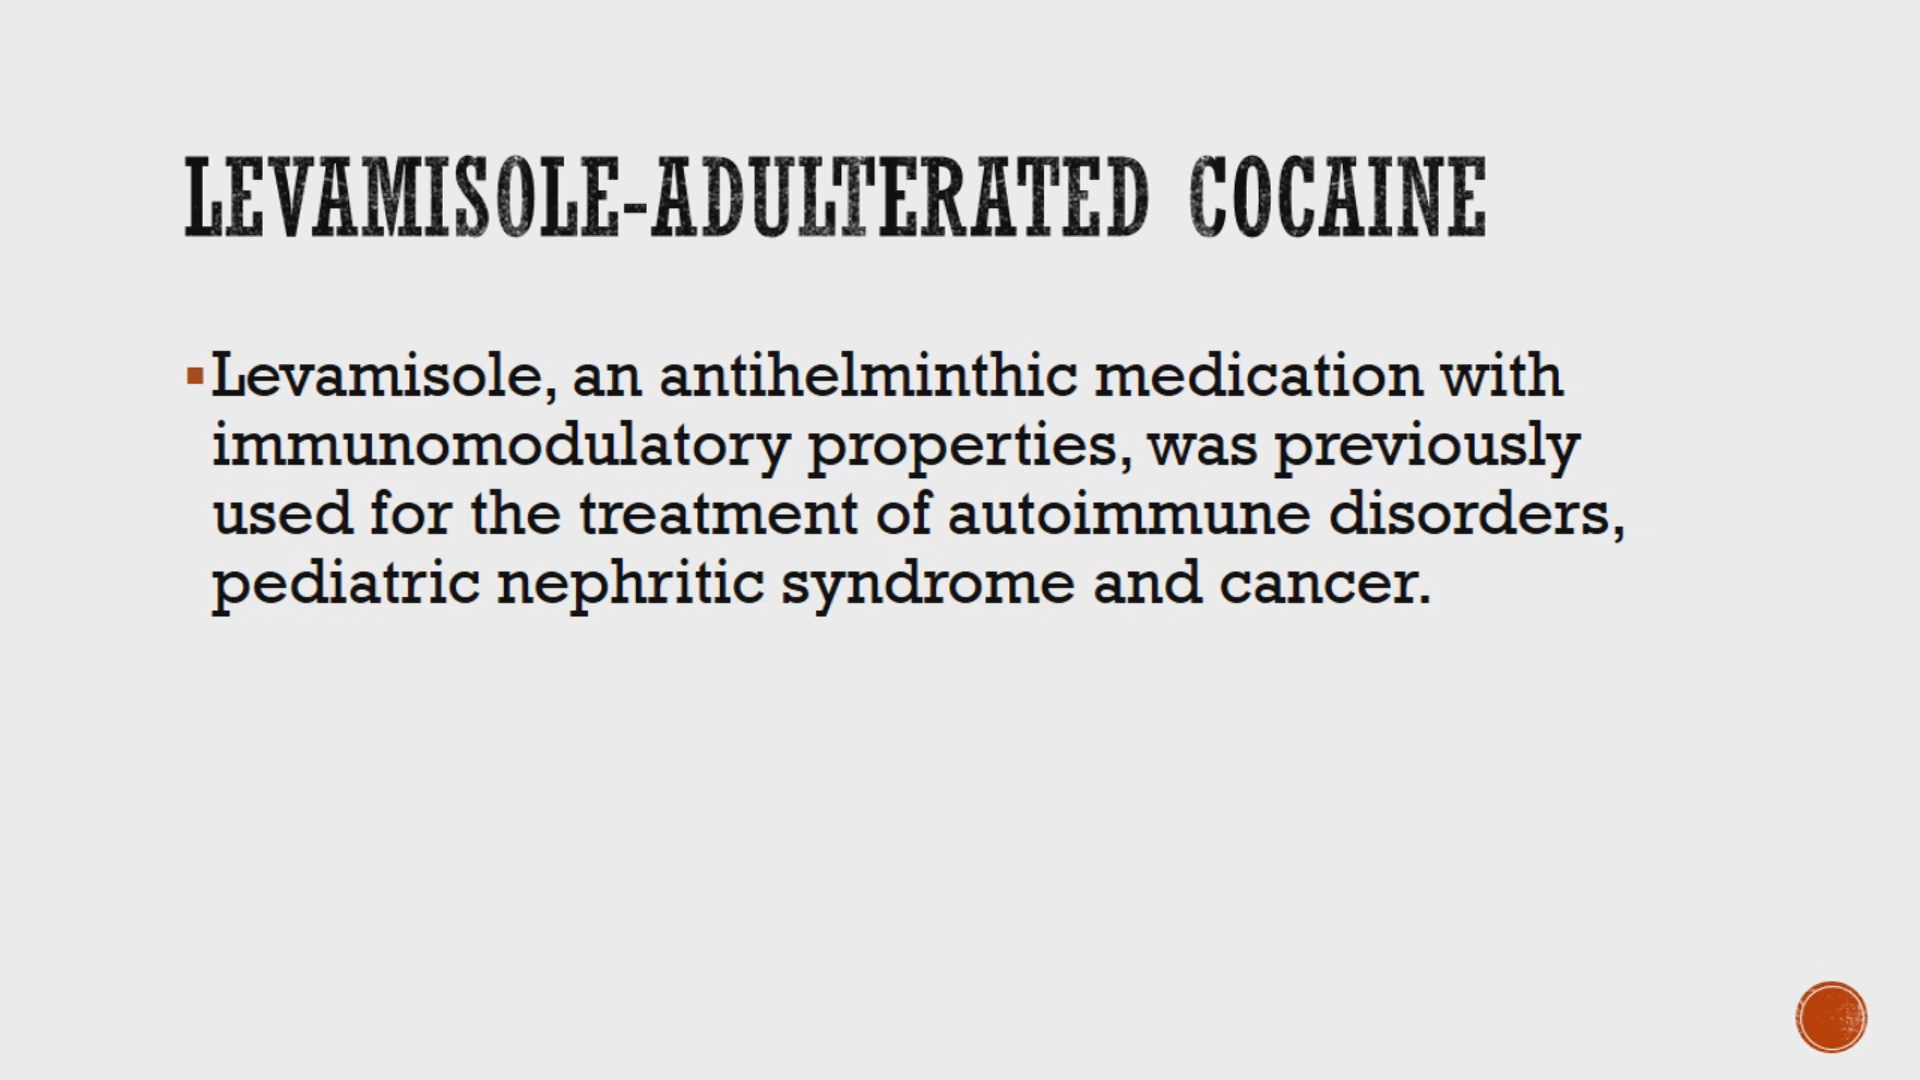 LEVAMISOLE-ADULTERATED COCAINE
▪Levamisole, an antihelminthic medication with
immunomodulatory properties, was previously
used for the treatment of autoimmune disorders,
pediatric nephritic syndrome and cancer.